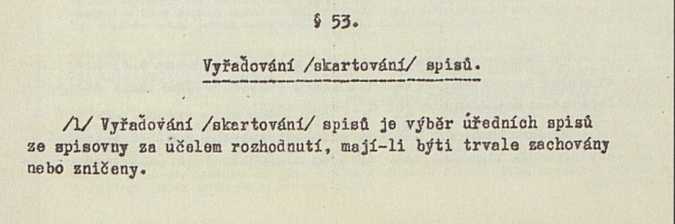 § 53.
Vyřaďování /skartování/ spisů.
/1/ Vyřaďování /skartování/ spisů je výběr úředních spisů
ze spisovny za účelem rozhodnutí, mají-li býti trvale zachovány
nebo zničeny.